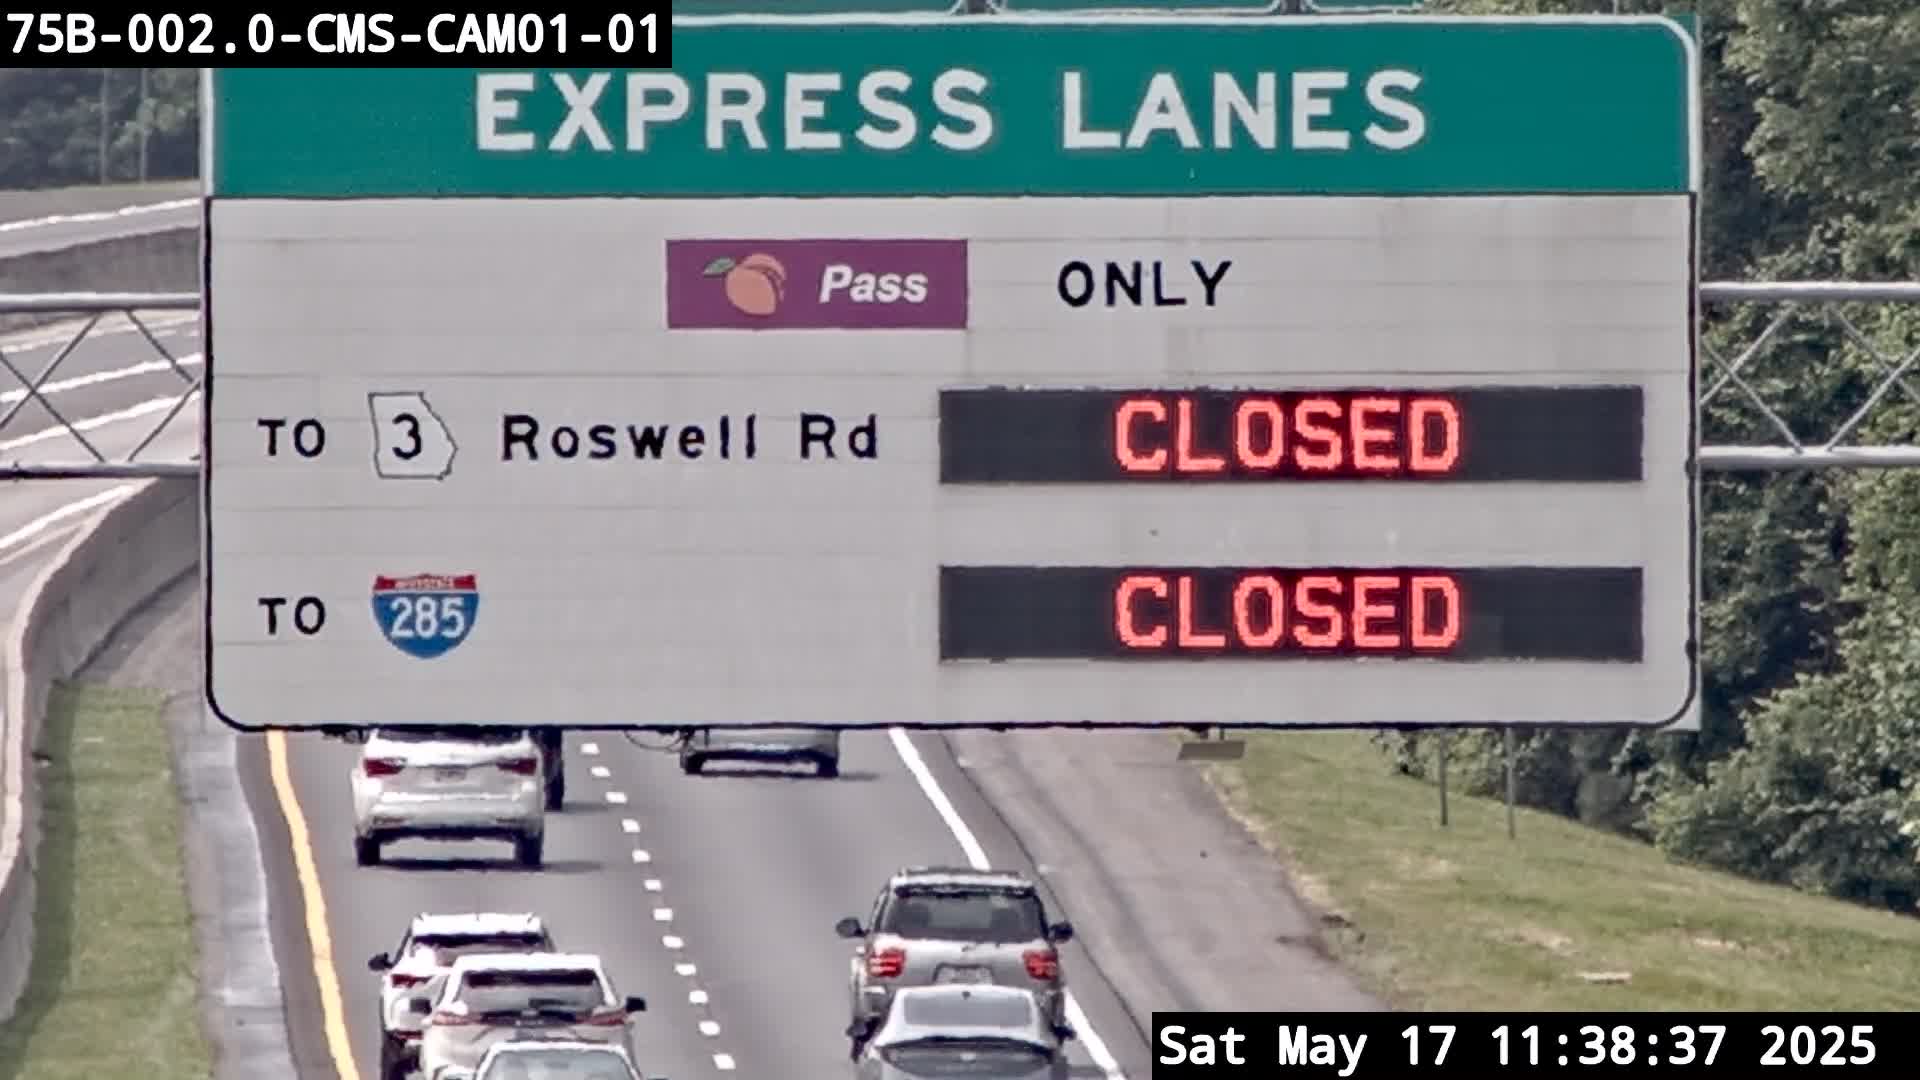 75B-002.0-CMS-CAM01-01
EXPRESS LANES
Pass ONLY
TO 3 Roswell Rd CLOSED
INTERSTATE
TO 285 CLOSED
Sat May 17 11:38:37 2025